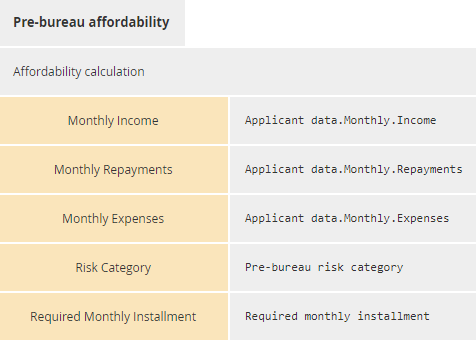 Pre-bureau affordability
Affordability calculation
Monthly Income Applicant data.Monthly.Income
Monthly Repayments Applicant data.Monthly.Repayments
Monthly Expenses Applicant data.Monthly.Expenses
Risk Category Pre-bureau risk category
Required Monthly Installment Required monthly installment